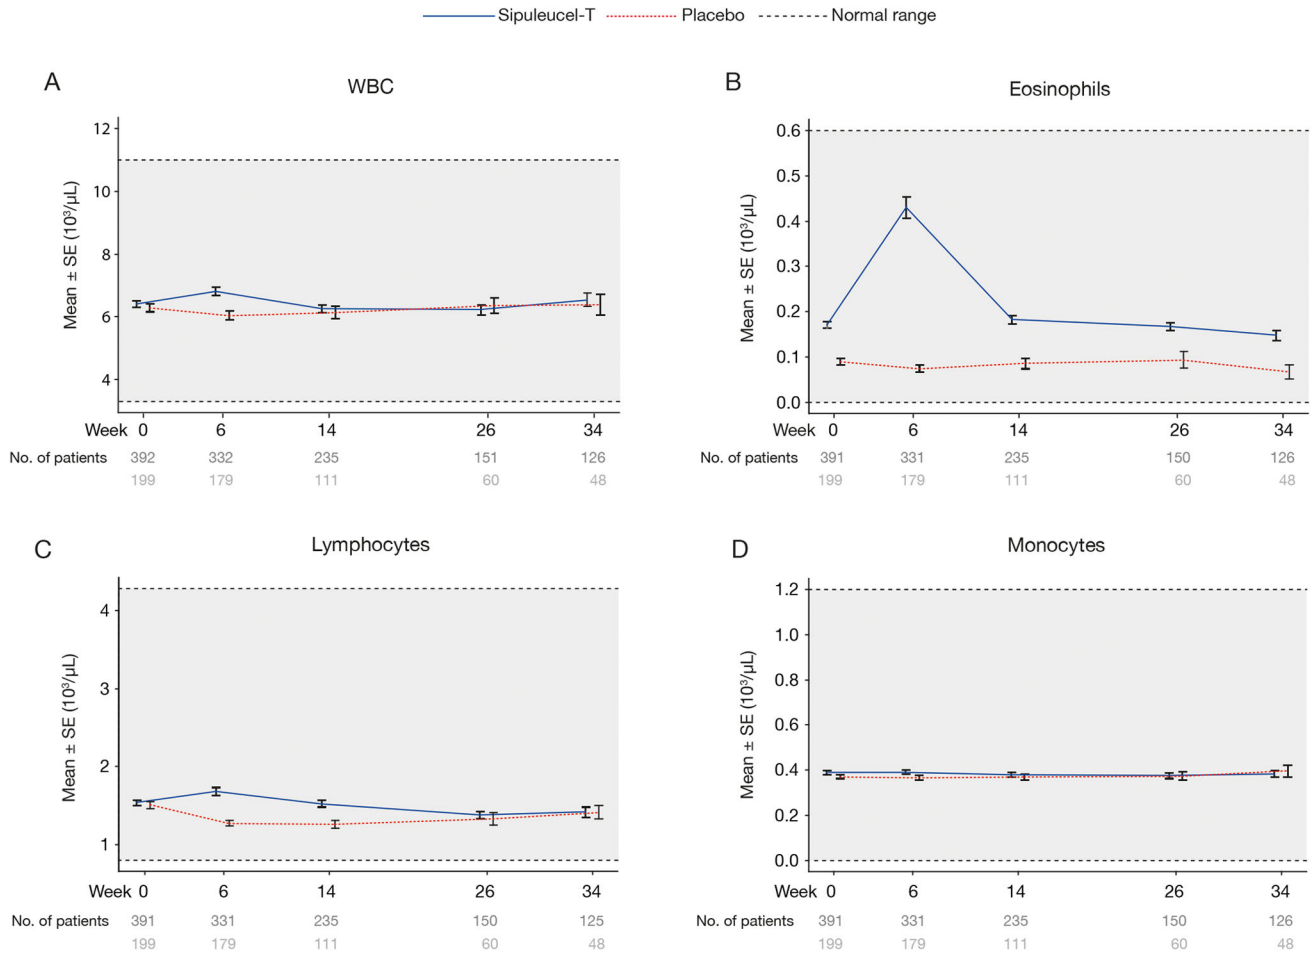 Sipuleucel-T Placebo Normal range
A
WBC
Mean ± SE (10³/µL)
12
10
8
6
4
Week 0 6 14 26 34
No. of patients 392 332 235 151 126
199 179 111 60 48
B
Eosinophils
Mean ± SE (10³/µL)
0.6
0.5
0.4
0.3
0.2
0.1
0.0
Week 0 6 14 26 34
No. of patients 391 331 235 150 126
199 179 111 60 48
C
Lymphocytes
Mean ± SE (10³/µL)
4
3
2
1
Week 0 6 14 26 34
No. of patients 391 331 235 150 125
199 179 111 60 48
D
Monocytes
Mean ± SE (10³/µL)
1.2
1.0
0.8
0.6
0.4
0.2
0.0
Week 0 6 14 26 34
No. of patients 391 331 235 150 126
199 179 111 60 48